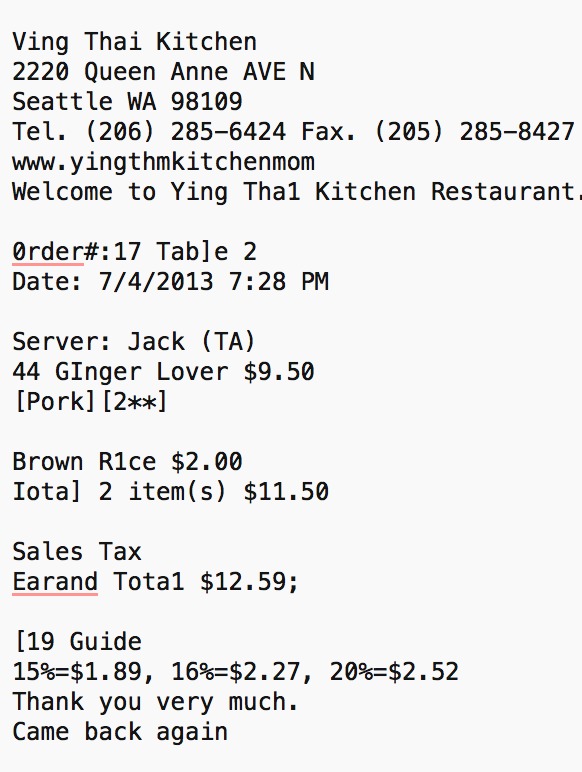 Ving Thai Kitchen
2220 Queen Anne AVE N
Seattle WA 98109
Tel. (206) 285–6424 Fax. (205) 285–8427
www.yingthmkitchenmom
Welcome to Ying Tha1 Kitchen Restaurant.
0rder#:17 Tab]e 2
Date: 7/4/2013 7:28 PM
Server: Jack (TA)
44 GInger Lover $9.50
[Pork][2**]
Brown R1ce $2.00
Iota] 2 item(s) $11.50
Sales Tax
Earand Tota1 $12.59;
[19 Guide
15%=$1.89, 16%=$2.27, 20%=$2.52
Thank you very much.
Came back again